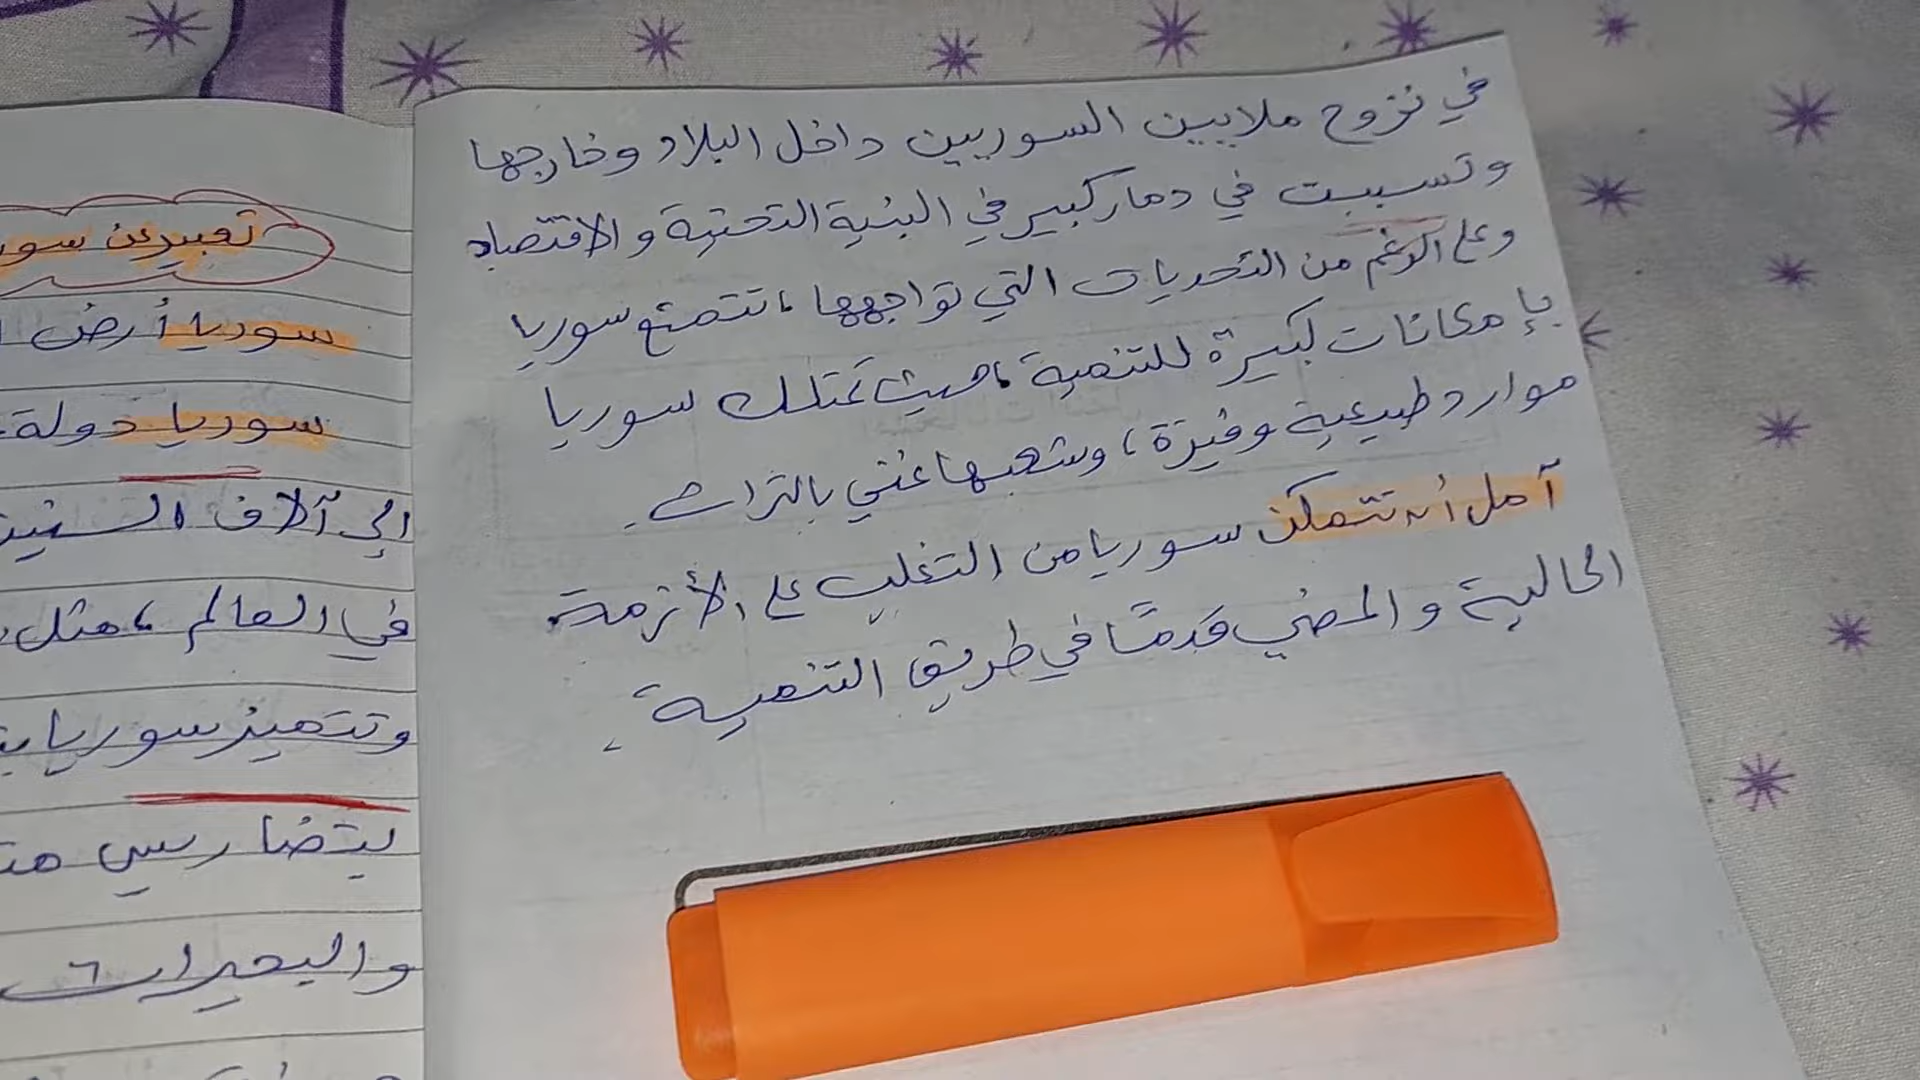 في نزوح ملايين السوريين داخل البلاد وخارجها
وتسببت في دمار كبير في البنية التحتية والاقتصاد
وعلى الرغم من التحديات التي تواجهها، تتمتع سوريا
بإمكانات كبيرة للتنمية، حيث تمتلك سوريا
موارد طبيعية وفيرة، وشعبها غني بالتراث.
آمل أن تتمكن سوريا من التغلب على الأزمة
الحالية والمضي قدمًا في طريق التنمية.
تعبير عن سور
سوريا أرض
سوريا دولة
الى آلاف السنين
في العالم، مثل
وتتميز سوريا
بتضاريس
والبحيرات